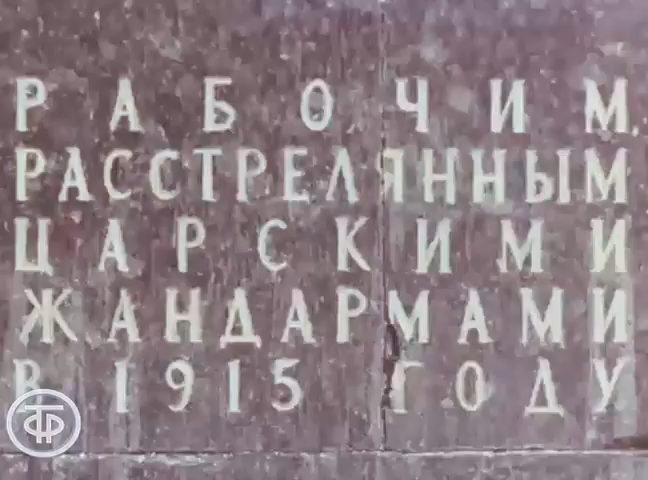 РАБОЧИМ,
РАССТРЕЛЯННЫМ
ЦАРСКИМИ
ЖАНДАРМАМИ
В 1915 ГОДУ